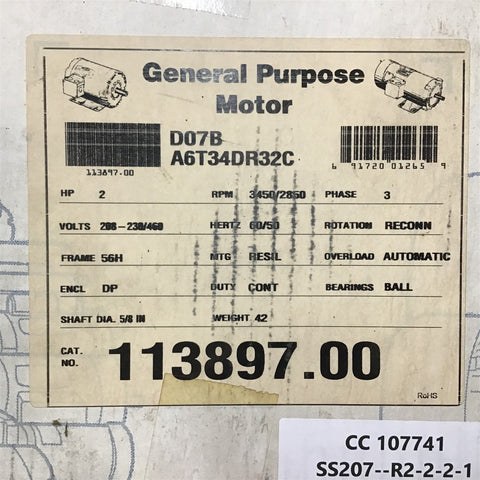 General Purpose
Motor
D07B
A6T34DR32C
113897.00
6 91720 01265 9
HP 2 RPM 3450/2850 PHASE 3
VOLTS 208-230/460 HERTZ 60/50 ROTATION RECONN
FRAME 56H MTG RESIL OVERLOAD AUTOMATIC
ENCL DP DUTY CONT BEARINGS BALL
SHAFT DIA. 5/8 IN WEIGHT 42
CAT. NO. 113897.00
RoHS
CC 107741
SS207--R2-2-2-1